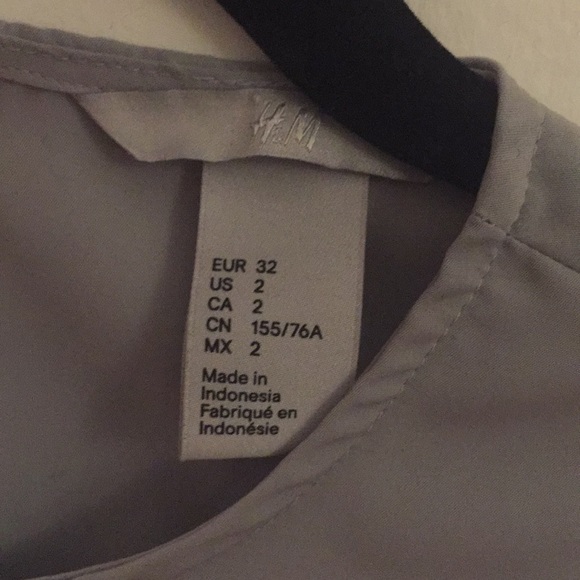 H&M
EUR 32
US 2
CA 2
CN 155/76A
MX 2
Made in
Indonesia
Fabriqué en
Indonésie